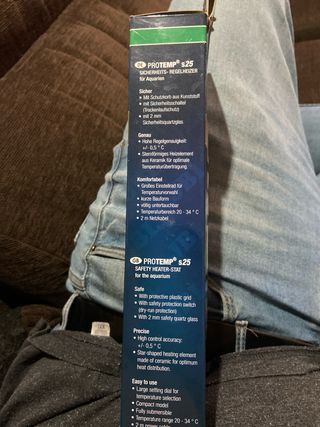 DE PROTEMP® s25
SICHERHEITS- REGELHEIZER
für Aquarien
Sicher
• Mit Schutzkorb aus Kunststoff
• mit Sicherheitsschalter
(Trockenlaufschutz)
• mit 2 mm
Sicherheitsquarzglas
Genau
• Hohe Regelgenauigkeit:
+/- 0,5 °C
• Sternförmiges Heizelement
aus Keramik für optimale
Temperaturübertragung.
Komfortabel
• Großes Einstellrad für
Temperaturvorwahl
• kurze Bauform
• völlig untertauchbar
• Temperaturbereich 20 - 34 °C
• 2 m Netzkabel
GB PROTEMP® s25
SAFETY HEATER-STAT
for the aquarium
Safe
• With protective plastic grid
• With safety protection switch
(dry-run protection)
• With 2 mm safety quartz glass
Precise
• High control accuracy:
+/- 0,5 °C
• Star-shaped heating element
made of ceramic for optimum
heat distribution.
Easy to use
• Large setting dial for
temperature selection
• Compact model
• Fully submersible
• Temperature range 20 - 34 °C
• 2 m power